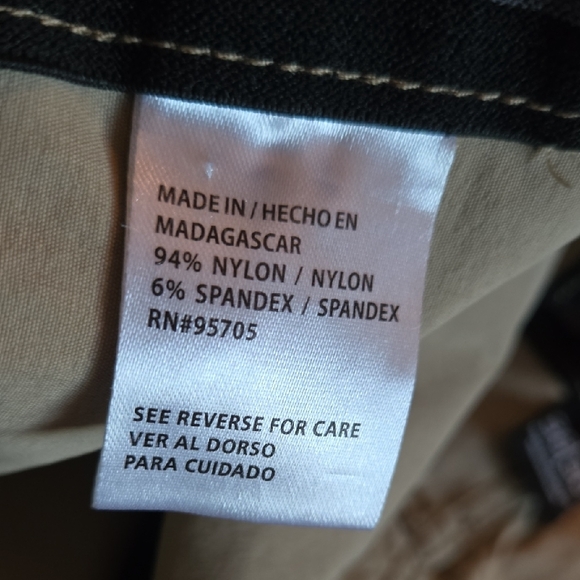 MADE IN / HECHO EN
MADAGASCAR
94% NYLON / NYLON
6% SPANDEX / SPANDEX
RN#95705
SEE REVERSE FOR CARE
VER AL DORSO
PARA CUIDADO